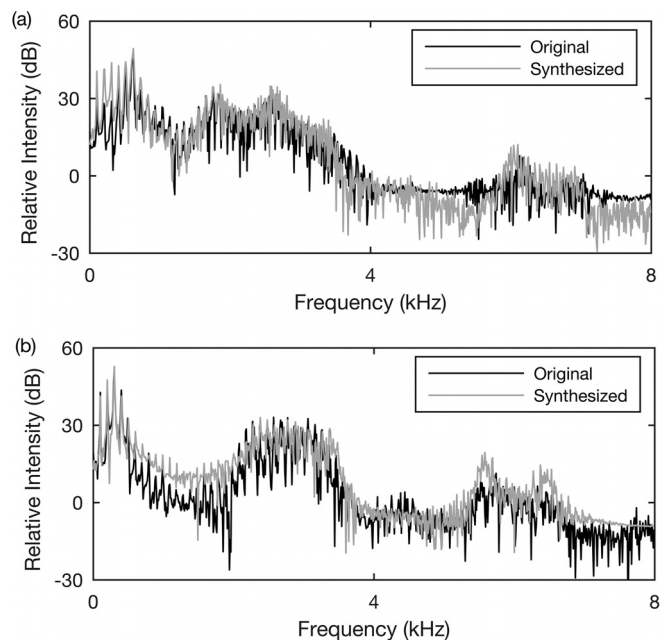 (a)
60
30
0
-30
Relative Intensity (dB)
Original
Synthesized
0
4
8
Frequency (kHz)
(b)
60
30
0
-30
Relative Intensity (dB)
Original
Synthesized
0
4
8
Frequency (kHz)